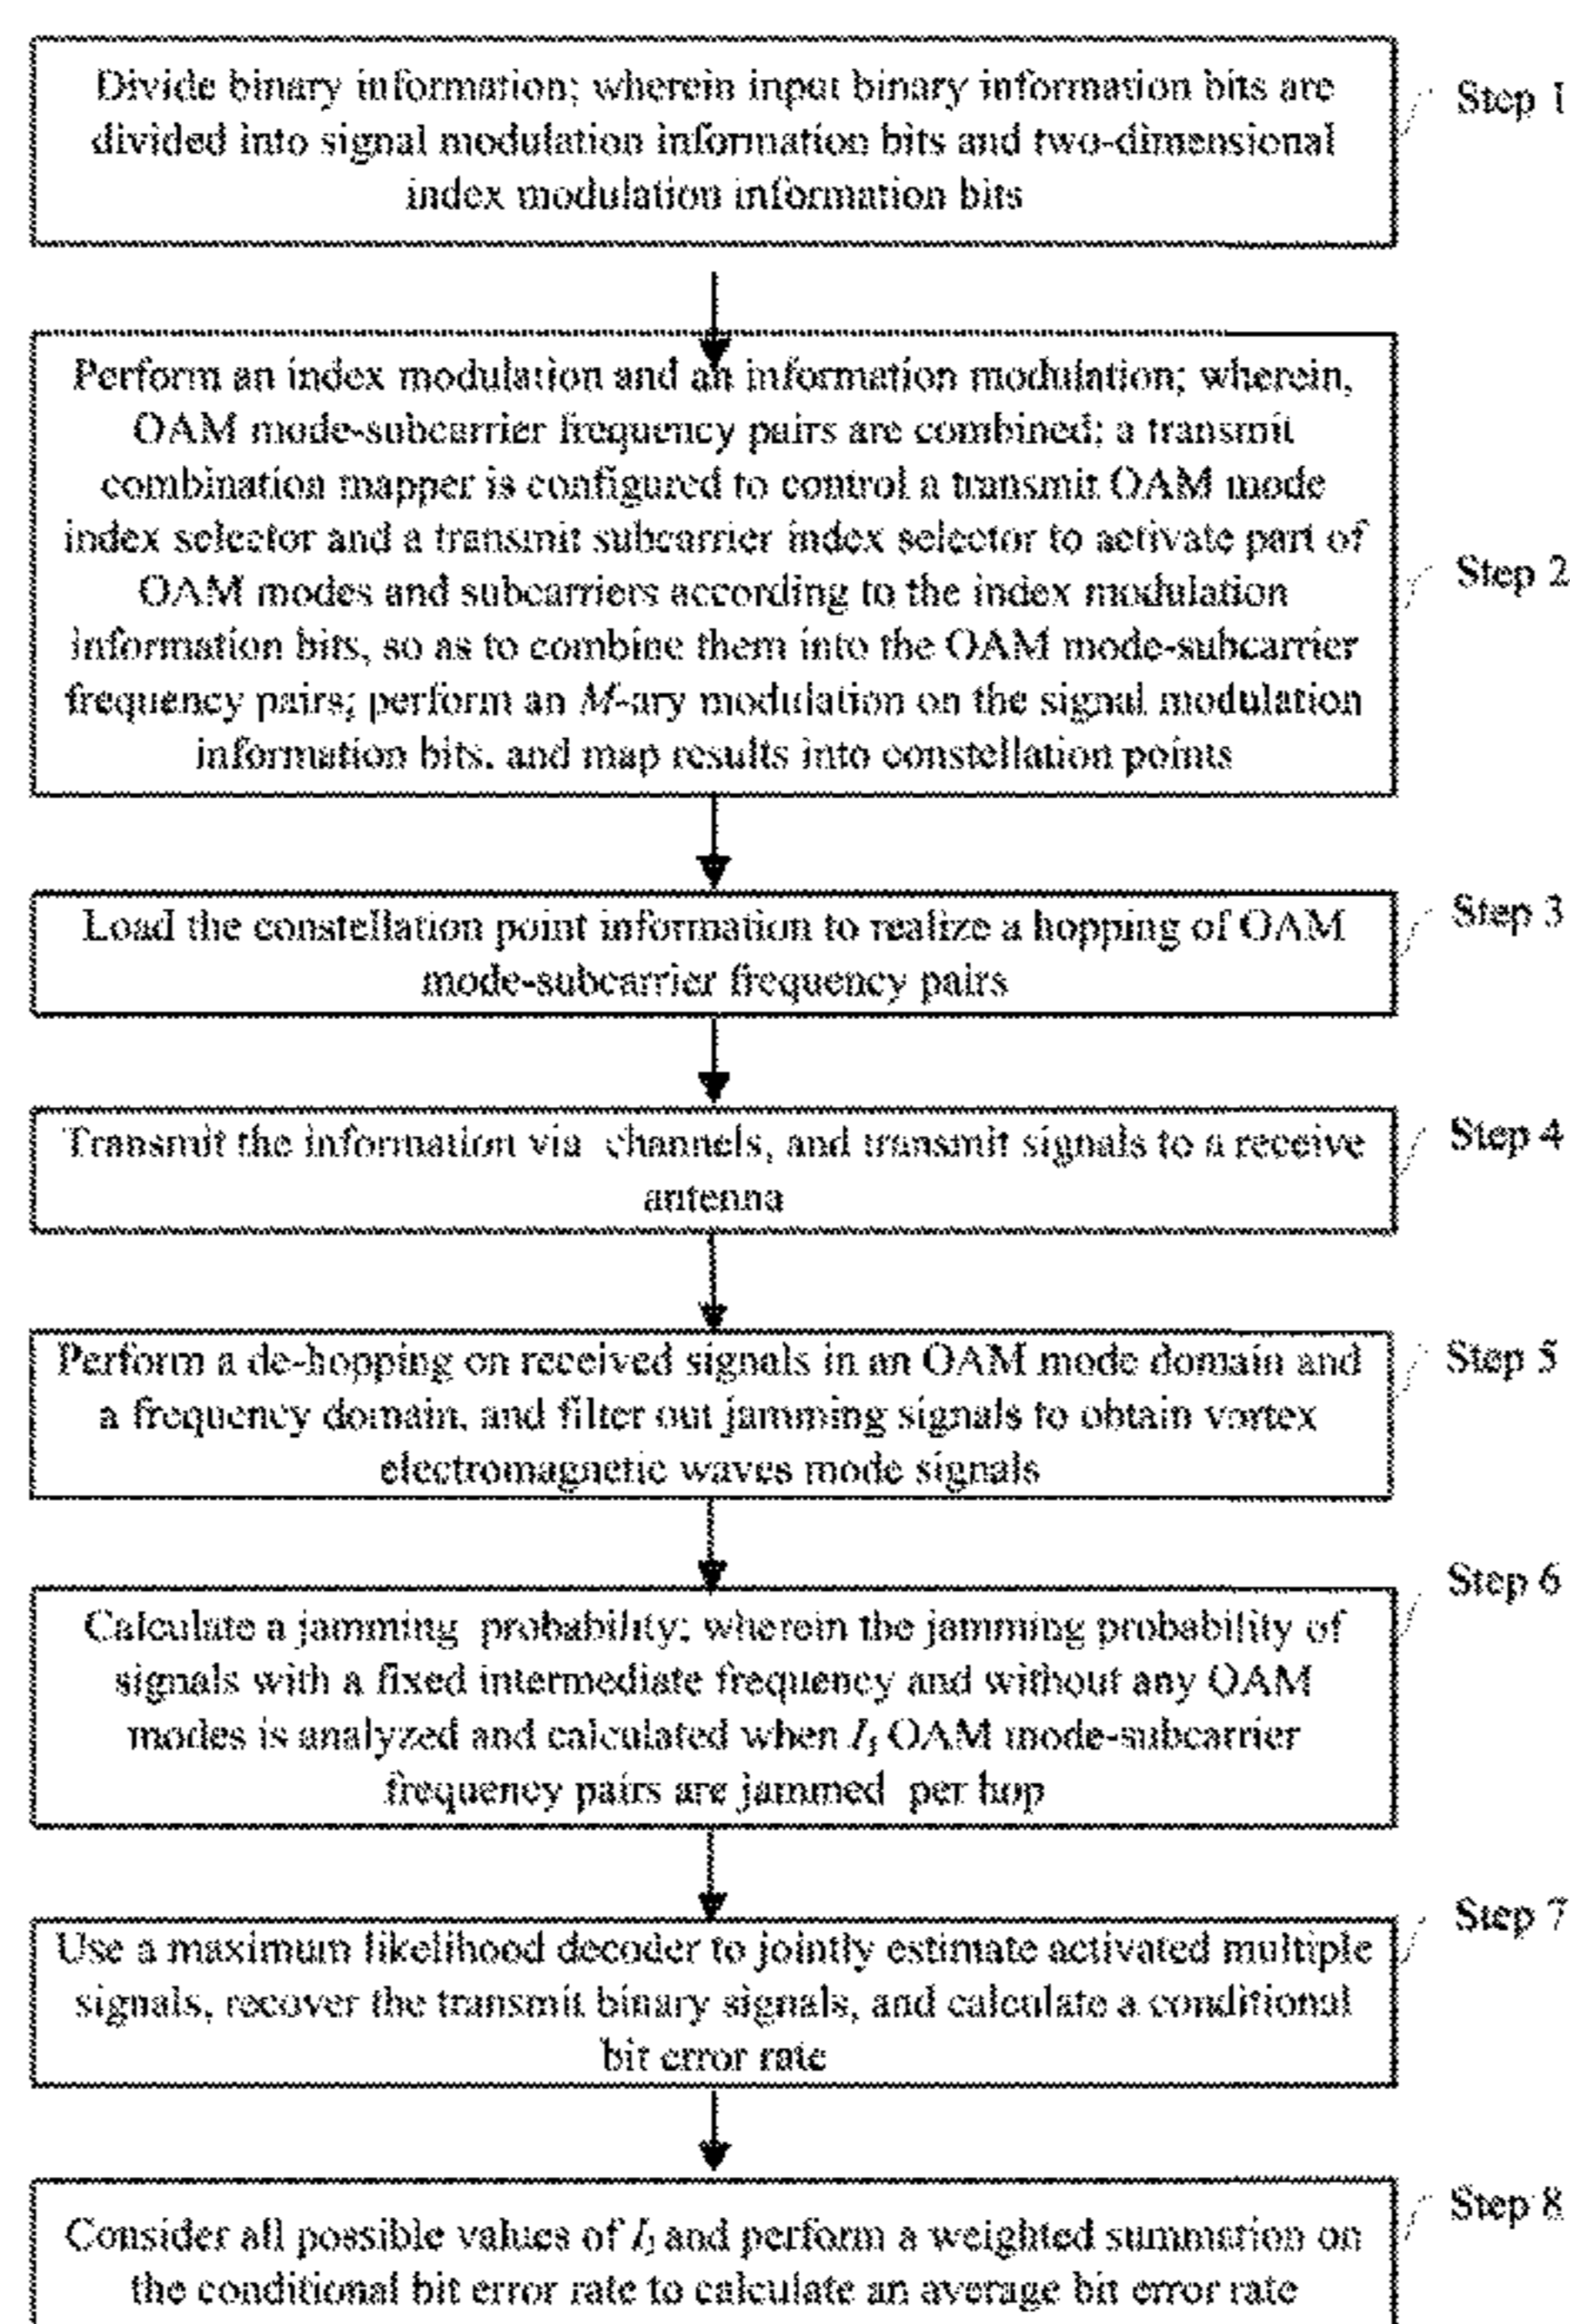 Divide binary information; wherein input binary information bits are
divided into signal modulation information bits and two-dimensional
index modulation information bits
Step 1
Perform an index modulation and an information modulation; wherein,
OAM mode-subcarrier frequency pairs are combined; a transmit
combination mapper is configured to control a transmit OAM mode
index selector and a transmit subcarrier index selector to activate part of
OAM modes and subcarriers according to the index modulation
information bits, so as to combine them into the OAM mode-subcarrier
frequency pairs; perform an M-ary modulation on the signal modulation
information bits, and map results into constellation points
Step 2
Load the constellation point information to realize a hopping of OAM
mode-subcarrier frequency pairs
Step 3
Transmit the information via channels, and transmit signals to a receive
antenna
Step 4
Perform a de-hopping on received signals in an OAM mode domain and
a frequency domain, and filter out jamming signals to obtain vortex
electromagnetic waves mode signals
Step 5
Calculate a jamming probability; wherein the jamming probability of
signals with a fixed intermediate frequency and without any OAM
modes is analyzed and calculated when I_j OAM mode-subcarrier
frequency pairs are jammed per hop
Step 6
Use a maximum likelihood decoder to jointly estimate activated multiple
signals, recover the transmit binary signals, and calculate a conditional
bit error rate
Step 7
Consider all possible values of I_j and perform a weighted summation on
the conditional bit error rate to calculate an average bit error rate
Step 8